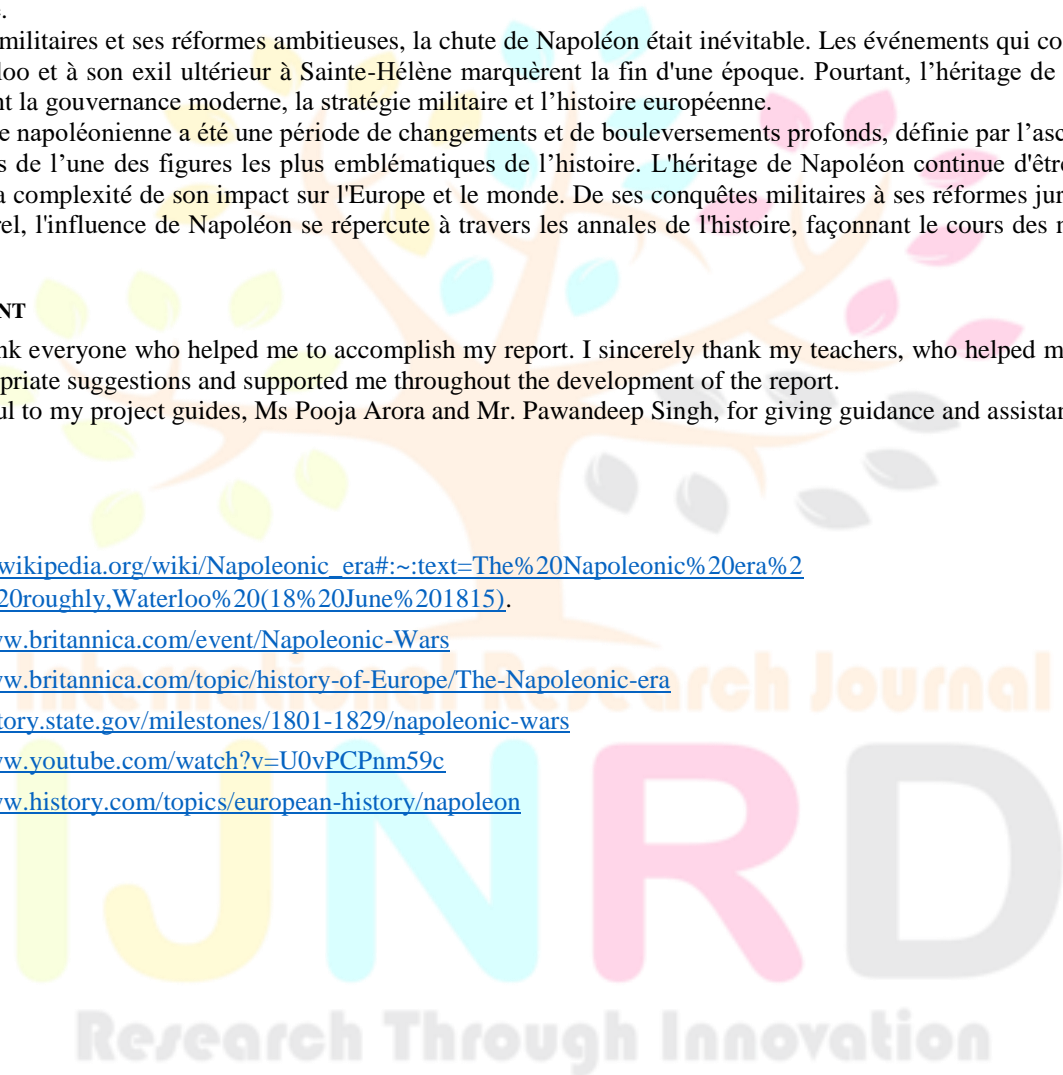 militaires et ses réformes ambitieuses, la chute de Napoléon était inévitable. Les événements qui co
loo et à son exil ultérieur à Sainte-Hélène marquèrent la fin d'une époque. Pourtant, l’héritage de
nt la gouvernance moderne, la stratégie militaire et l’histoire européenne.
e napoléonienne a été une période de changements et de bouleversements profonds, définie par l’asc
s de l’une des figures les plus emblématiques de l’histoire. L'héritage de Napoléon continue d'êtr
a complexité de son impact sur l'Europe et le monde. De ses conquêtes militaires à ses réformes jur
rel, l'influence de Napoléon se répercute à travers les annales de l'histoire, façonnant le cours des n
NT
nk everyone who helped me to accomplish my report. I sincerely thank my teachers, who helped m
priate suggestions and supported me throughout the development of the report.
ul to my project guides, Ms Pooja Arora and Mr. Pawandeep Singh, for giving guidance and assistan
wikipedia.org/wiki/Napoleonic_era#:~:text=The%20Napoleonic%20era%2
20roughly,Waterloo%20(18%20June%201815).
w.britannica.com/event/Napoleonic-Wars
w.britannica.com/topic/history-of-Europe/The-Napoleonic-era
tory.state.gov/milestones/1801-1829/napoleonic-wars
w.youtube.com/watch?v=U0vPCPnm59c
w.history.com/topics/european-history/napoleon
International Research Journal
IJNRD
Research Through Innovation